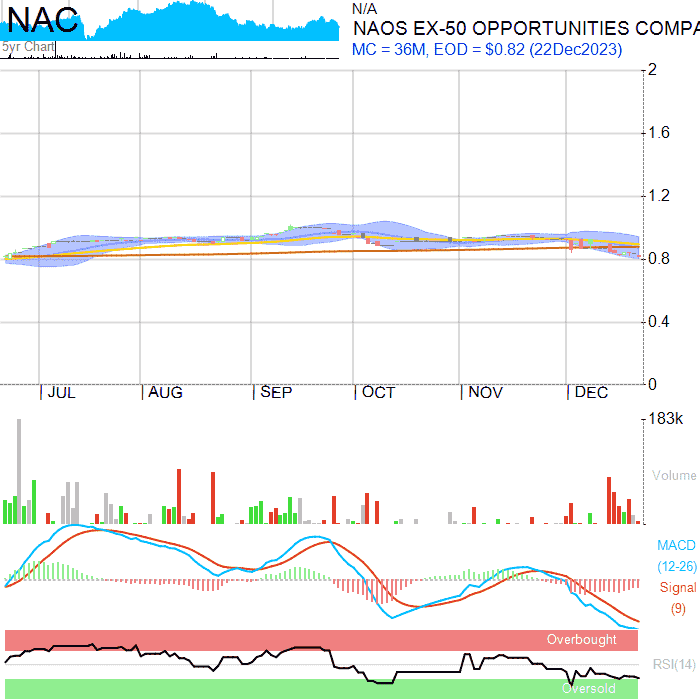 NAC
5yr Chart
N/A
NAOS EX-50 OPPORTUNITIES COMPA
MC = 36M, EOD = $0.82 (22Dec2023)
2
1.6
1.2
0.8
0.4
0
JUL AUG SEP OCT NOV DEC
183k
Volume
MACD
(12-26)
Signal
(9)
Overbought
RSI(14)
Oversold